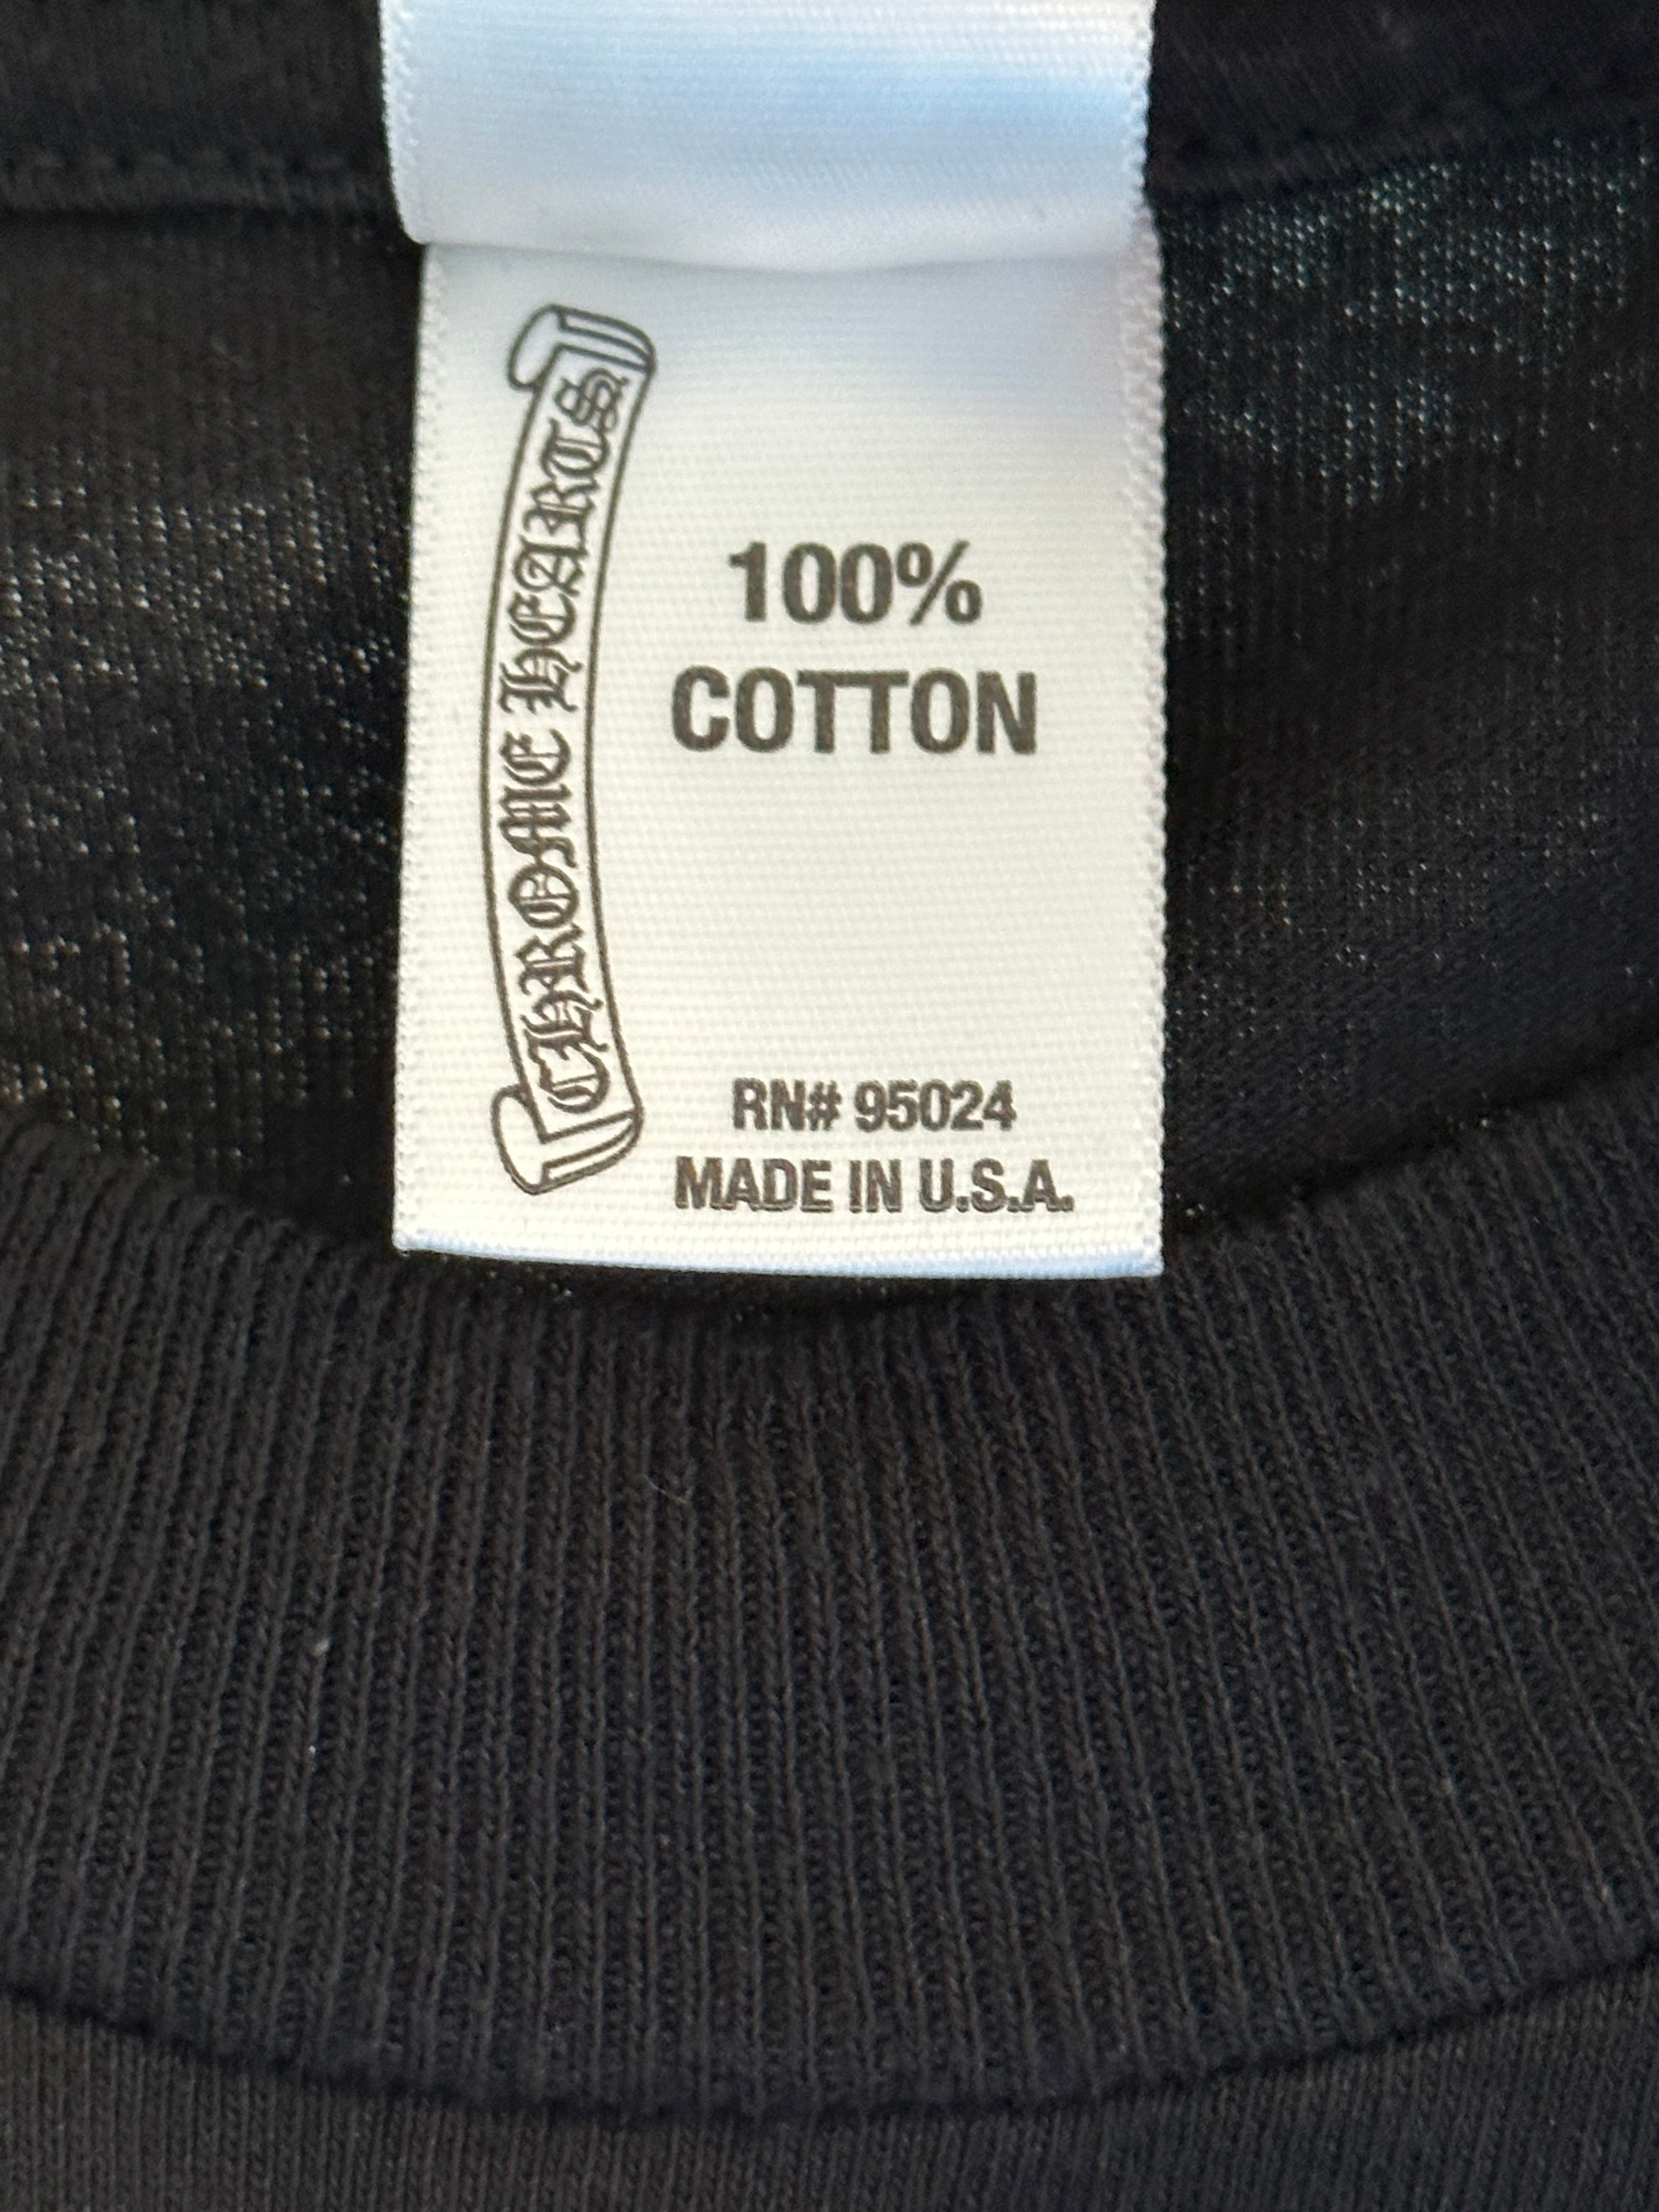 CHROME HEARTS
100%
COTTON
RN# 95024
MADE IN U.S.A.